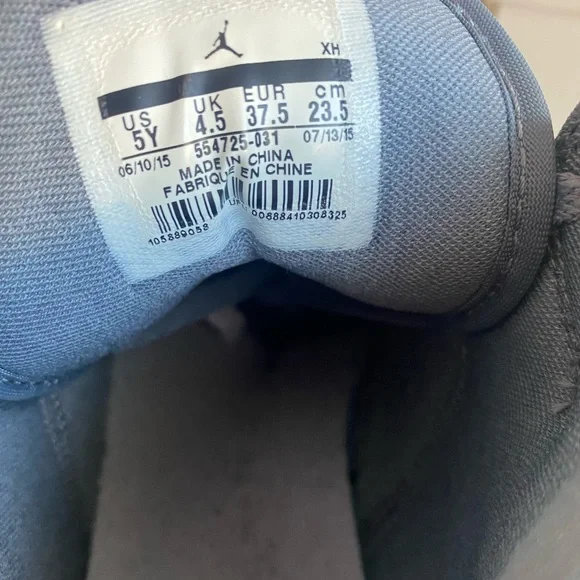 XH
US UK EUR cm
5Y 4.5 37.5 23.5
06/10/15 554725-031 07/13/15
MADE IN CHINA
FABRIQUE EN CHINE
105889058 00688410308325